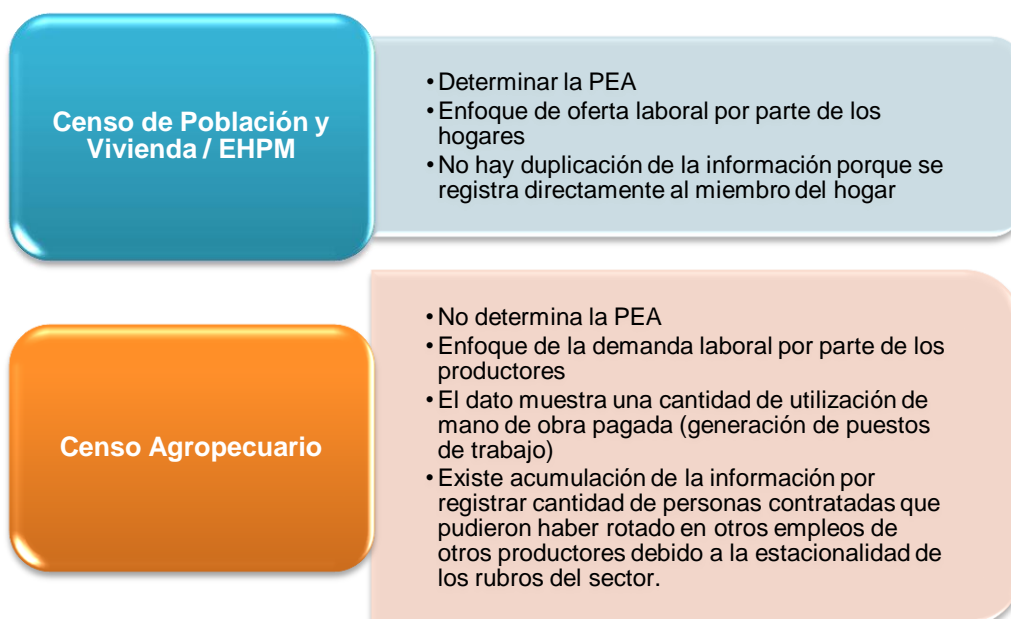 Censo de Población y
Vivienda / EHPM
• Determinar la PEA
• Enfoque de oferta laboral por parte de los
hogares
• No hay duplicación de la información porque se
registra directamente al miembro del hogar
Censo Agropecuario
• No determina la PEA
• Enfoque de la demanda laboral por parte de los
productores
• El dato muestra una cantidad de utilización de
mano de obra pagada (generación de puestos
de trabajo)
• Existe acumulación de la información por
registrar cantidad de personas contratadas que
pudieron haber rotado en otros empleos de
otros productores debido a la estacionalidad de
los rubros del sector.